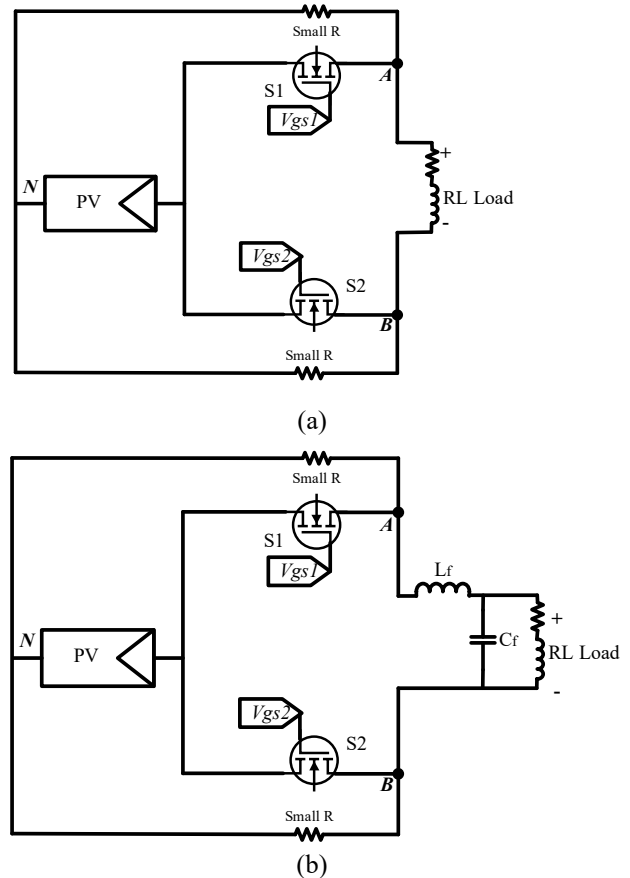 Small R
A
S1
Vgs1
+
N
PV
RL Load
-
Vgs2
S2
B
Small R
(a)
Small R
A
S1
Lf
Vgs1
+
N
PV
Cf
RL Load
-
Vgs2
S2
B
Small R
(b)